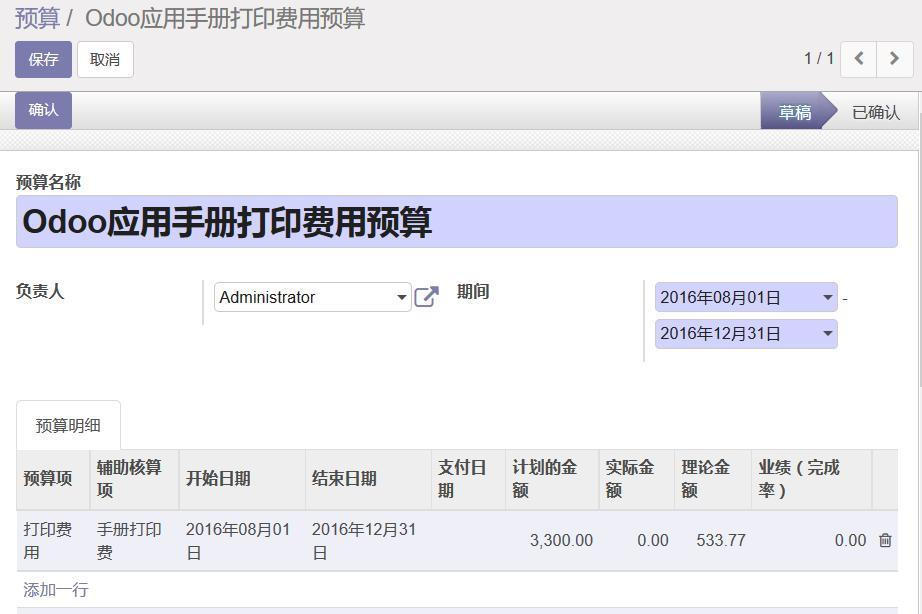 预算 / Odoo应用手册打印费用预算
保存 取消 1 / 1
确认 草稿 已确认
预算名称
Odoo应用手册打印费用预算
负责人 Administrator 期间 2016年08月01日 -
2016年12月31日
预算明细
预算项 辅助核算项 开始日期 结束日期 支付日期 计划的金额 实际金额 理论金额 业绩（完成率）
打印费用 手册打印费 2016年08月01日 2016年12月31日 3,300.00 0.00 533.77 0.00
添加一行